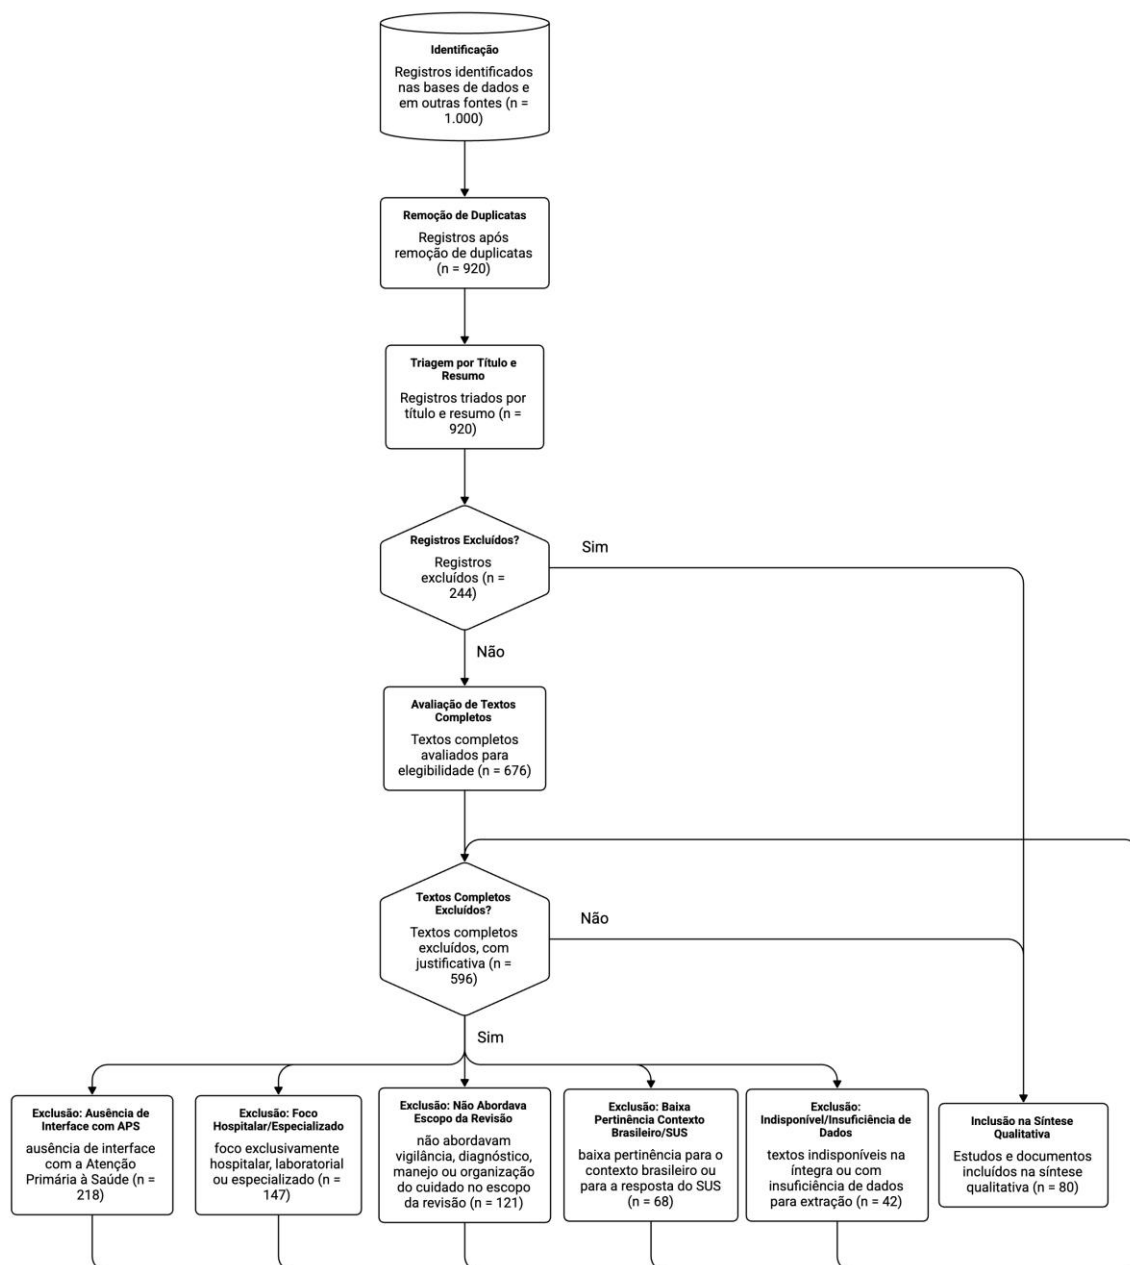 Identificação
Registros identificados
nas bases de dados e
em outras fontes (n =
1.000)
Remoção de Duplicatas
Registros após
remoção de duplicatas
(n = 920)
Triagem por Título e
Resumo
Registros triados por
título e resumo (n =
920)
Registros Excluídos?
Registros
excluídos (n =
244)
Sim
Não
Avaliação de Textos
Completos
Textos completos
avaliados para
elegibilidade (n = 676)
Textos Completos
Excluídos?
Textos completos
excluídos, com
justificativa (n =
596)
Não
Sim
Exclusão: Ausência de
Interface com APS
ausência de interface
com a Atenção
Primária à Saúde (n =
218)
Exclusão: Foco
Hospitalar/Especializado
foco exclusivamente
hospitalar, laboratorial
ou especializado (n =
147)
Exclusão: Não Abordava
Escopo da Revisão
não abordavam
vigilância, diagnóstico,
manejo ou organização
do cuidado no escopo
da revisão (n = 121)
Exclusão: Baixa
Pertinência Contexto
Brasileiro/SUS
baixa pertinência para o
contexto brasileiro ou
para a resposta do SUS
(n = 68)
Exclusão:
Indisponível/Insuficiência de
Dados
textos indisponíveis na
íntegra ou com
insuficiência de dados
para extração (n = 42)
Inclusão na Síntese
Qualitativa
Estudos e documentos
incluídos na síntese
qualitativa (n = 80)